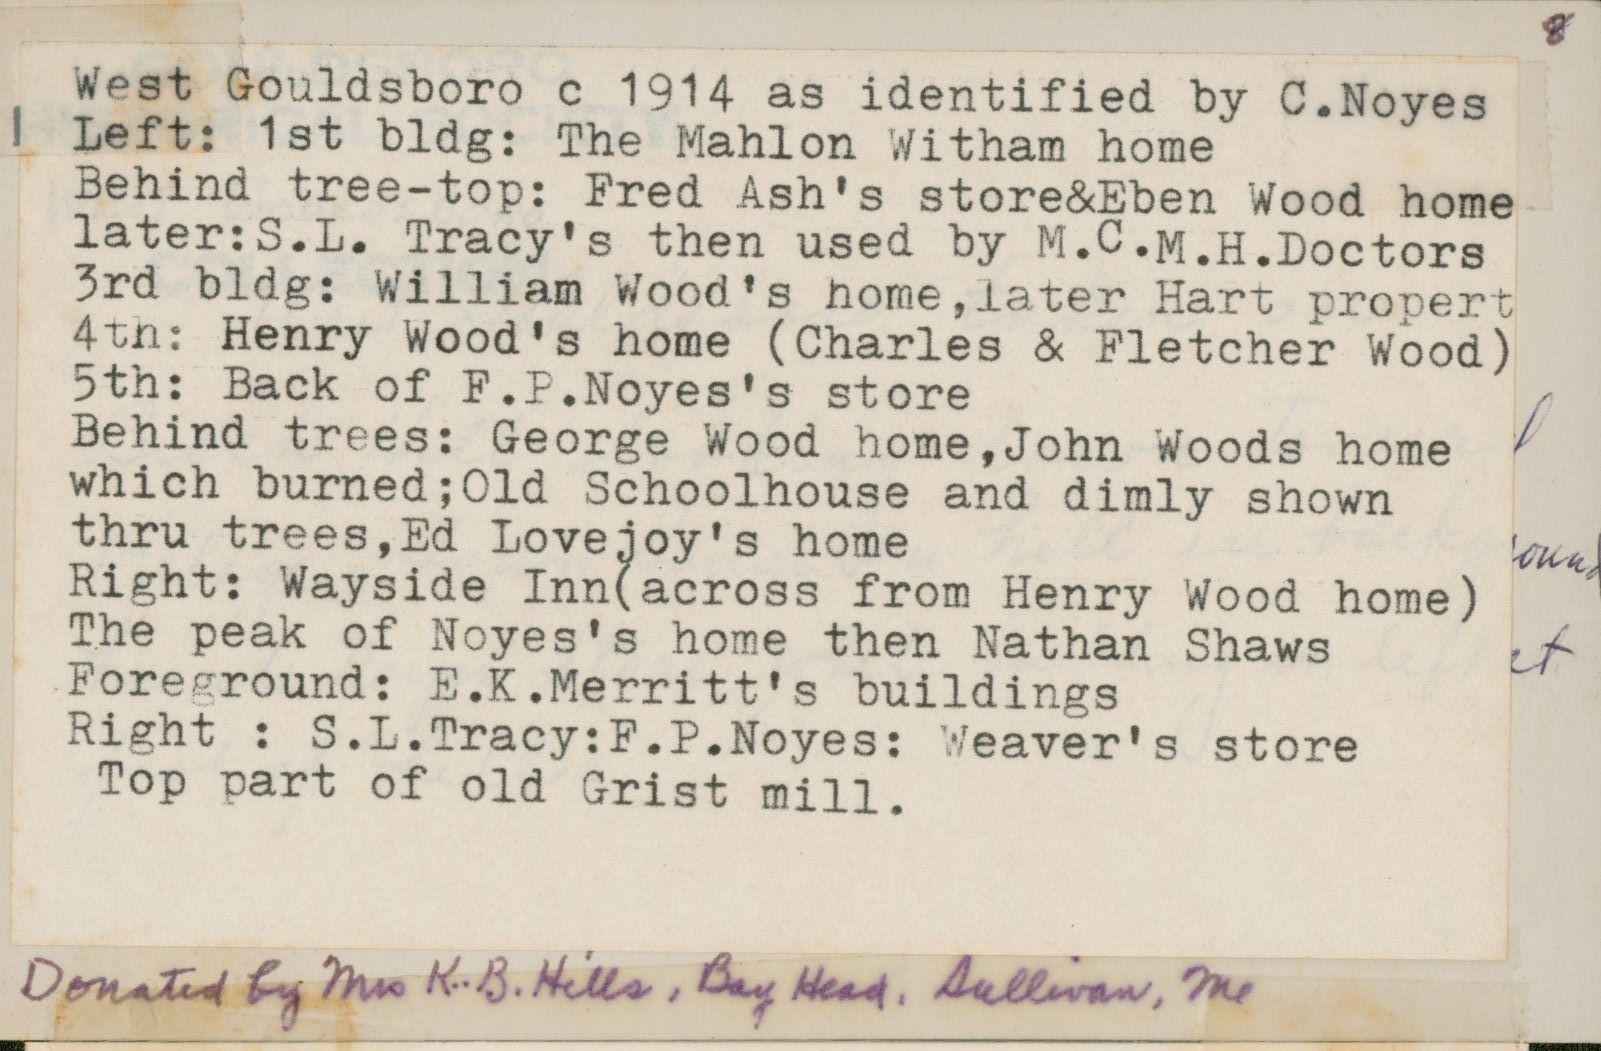 8
West Gouldsboro c 1914 as identified by C.Noyes
Left: 1st bldg: The Mahlon Witham home
Behind tree-top: Fred Ash's store&Eben Wood home
later:S.L. Tracy's then used by M.C.M.H.Doctors
3rd bldg: William Wood's home,later Hart propert
4th: Henry Wood's home (Charles & Fletcher Wood)
5th: Back of F.P.Noyes's store
Behind trees: George Wood home,John Woods home
which burned;Old Schoolhouse and dimly shown
thru trees,Ed Lovejoy's home
Right: Wayside Inn(across from Henry Wood home)
The peak of Noyes's home then Nathan Shaws
Foreground: E.K.Merritt's buildings
Right : S.L.Tracy:F.P.Noyes: Weaver's store
Top part of old Grist mill.
Donated by Mrs K.B. Hills, Bay Head. Sullivan, Me